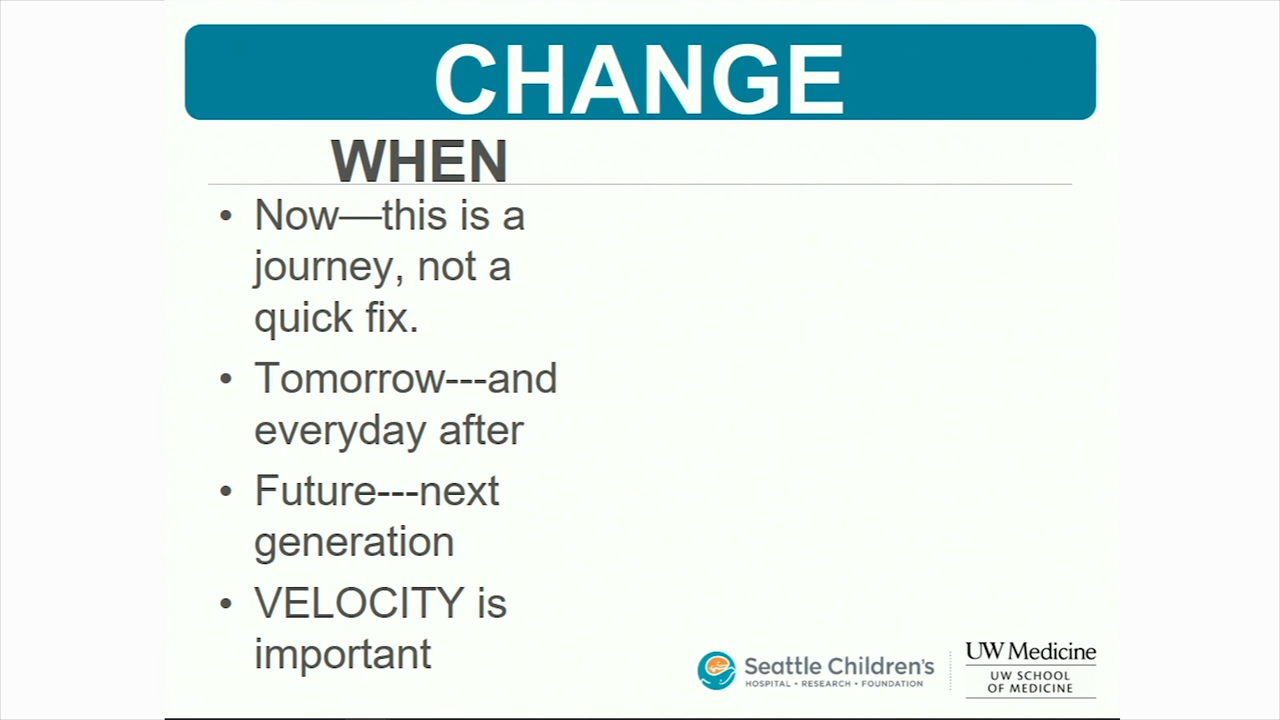 CHANGE
WHEN
• Now—this is a
journey, not a
quick fix.
• Tomorrow---and
everyday after
• Future---next
generation
• VELOCITY is
important
Seattle Children's
HOSPITAL • RESEARCH • FOUNDATION
UW Medicine
UW SCHOOL
OF MEDICINE